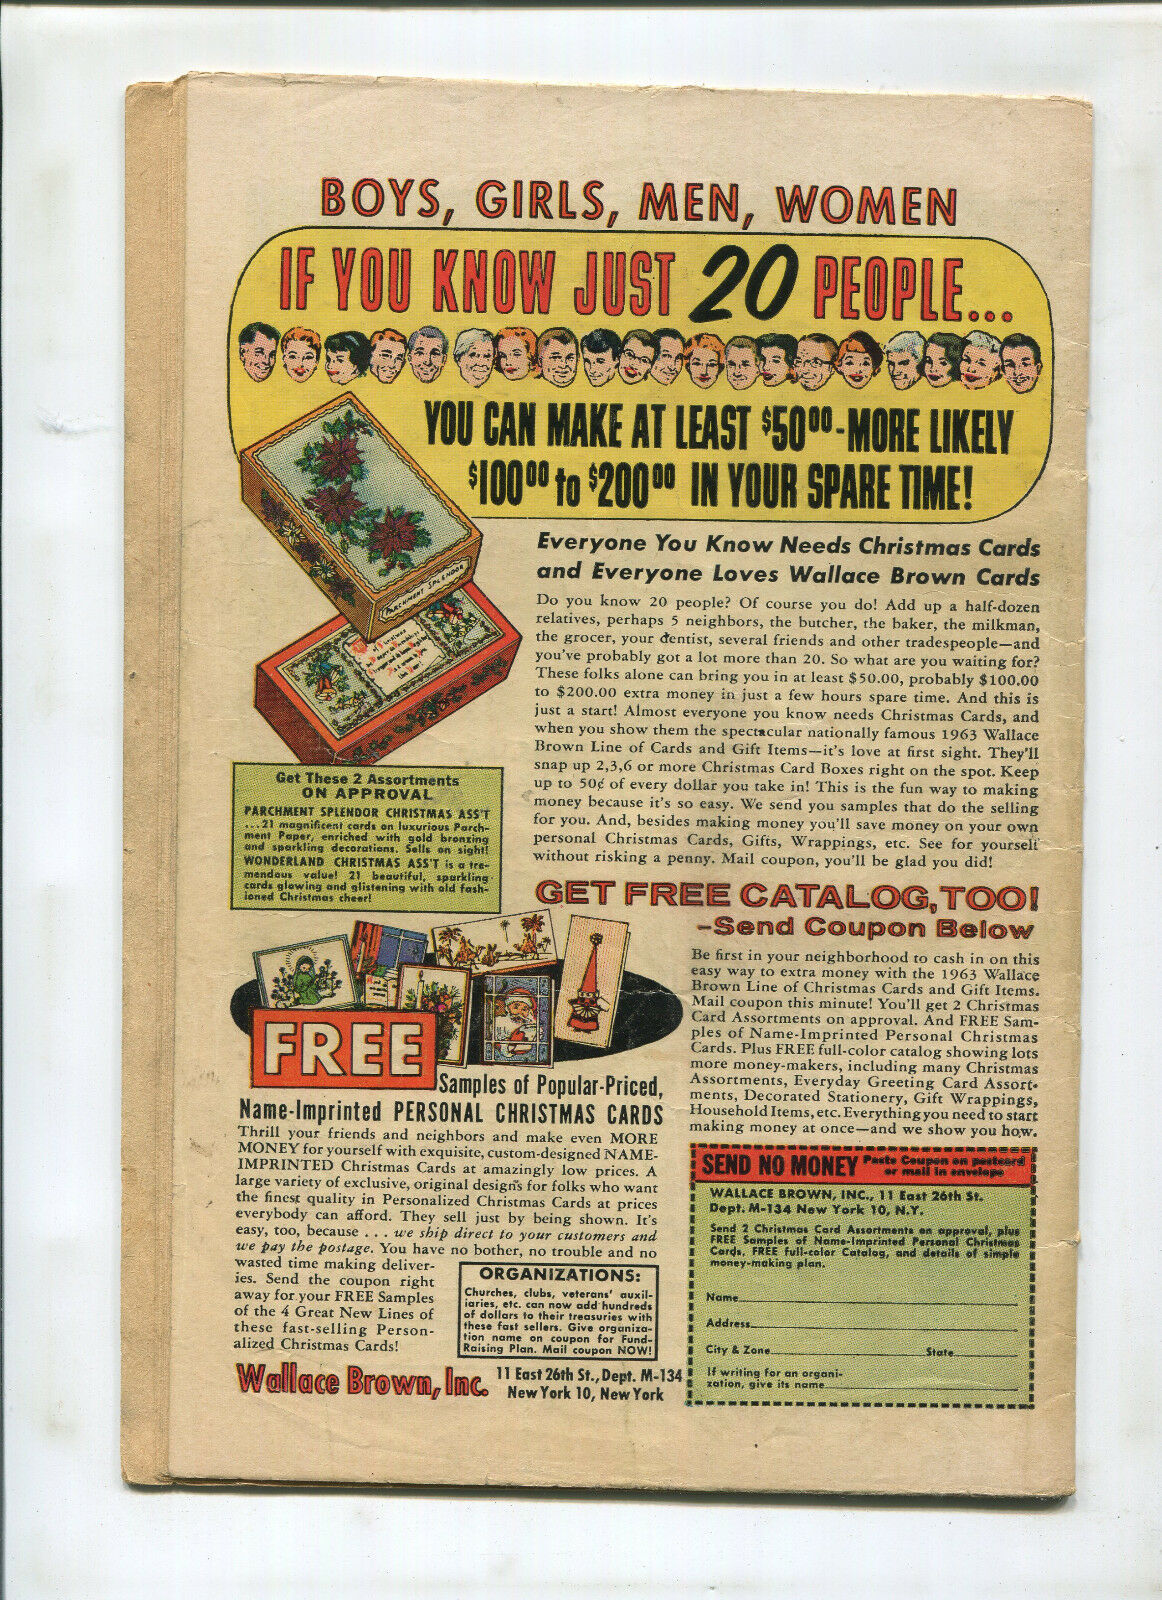 BOYS, GIRLS, MEN, WOMEN
IF YOU KNOW JUST 20 PEOPLE...
YOU CAN MAKE AT LEAST $50⁰⁰-MORE LIKELY
$100⁰⁰ to $200⁰⁰ IN YOUR SPARE TIME!
PARCHMENT SPLENDOR
Everyone You Know Needs Christmas Cards
and Everyone Loves Wallace Brown Cards
Do you know 20 people? Of course you do! Add up a half-dozen
relatives, perhaps 5 neighbors, the butcher, the baker, the milkman,
the grocer, your dentist, several friends and other tradespeople—and
you've probably got a lot more than 20. So what are you waiting for?
These folks alone can bring you in at least $50.00, probably $100.00
to $200.00 extra money in just a few hours spare time. And this is
just a start! Almost everyone you know needs Christmas Cards, and
when you show them the spectacular nationally famous 1963 Wallace
Brown Line of Cards and Gift Items—it's love at first sight. They'll
snap up 2,3,6 or more Christmas Card Boxes right on the spot. Keep
up to 50¢ of every dollar you take in! This is the fun way to making
money because it's so easy. We send you samples that do the selling
for you. And, besides making money you'll save money on your own
personal Christmas Cards, Gifts, Wrappings, etc. See for yourself
without risking a penny. Mail coupon, you'll be glad you did!
Get These 2 Assortments
ON APPROVAL
PARCHMENT SPLENDOR CHRISTMAS ASS'T
...21 magnificent cards on luxurious Parch-
ment Paper, enriched with gold bronzing
and sparkling decorations. Sells on sight!
WONDERLAND CHRISTMAS ASS'T is a tre-
mendous value! 21 beautiful, sparkling
cards glowing and glistening with old fash-
ioned Christmas cheer!
GET FREE CATALOG, TOO!
-Send Coupon Below
Be first in your neighborhood to cash in on this
easy way to extra money with the 1963 Wallace
Brown Line of Christmas Cards and Gift Items.
Mail coupon this minute! You'll get 2 Christmas
Card Assortments on approval. And FREE Sam-
ples of Name-Imprinted Personal Christmas
Cards. Plus FREE full-color catalog showing lots
more money-makers, including many Christmas
Assortments, Everyday Greeting Card Assort-
ments, Decorated Stationery, Gift Wrappings,
Household Items, etc. Everything you need to start
making money at once—and we show you how.
FREE
Samples of Popular-Priced,
Name-Imprinted PERSONAL CHRISTMAS CARDS
Thrill your friends and neighbors and make even MORE
MONEY for yourself with exquisite, custom-designed NAME-
IMPRINTED Christmas Cards at amazingly low prices. A
large variety of exclusive, original designs for folks who want
the finest quality in Personalized Christmas Cards at prices
everybody can afford. They sell just by being shown. It's
easy, too, because . . . we ship direct to your customers and
we pay the postage. You have no bother, no trouble and no
wasted time making deliver-
ies. Send the coupon right
away for your FREE Samples
of the 4 Great New Lines of
these fast-selling Person-
alized Christmas Cards!
ORGANIZATIONS:
Churches, clubs, veterans' auxil-
iaries, etc. can now add hundreds
of dollars to their treasuries with
these fast sellers. Give organiza-
tion name on coupon for Fund-
Raising Plan. Mail coupon NOW!
Wallace Brown, Inc.
11 East 26th St., Dept. M-134
New York 10, New York
SEND NO MONEY Paste Coupon on postcard
or mail in envelope
WALLACE BROWN, INC., 11 East 26th St.
Dept. M-134 New York 10, N.Y.
Send 2 Christmas Card Assortments on approval, plus
FREE Samples of Name-Imprinted Personal Christmas
Cards, FREE full-color Catalog, and details of simple
money-making plan.
Name
Address
City & Zone State
If writing for an organi-
zation, give its name